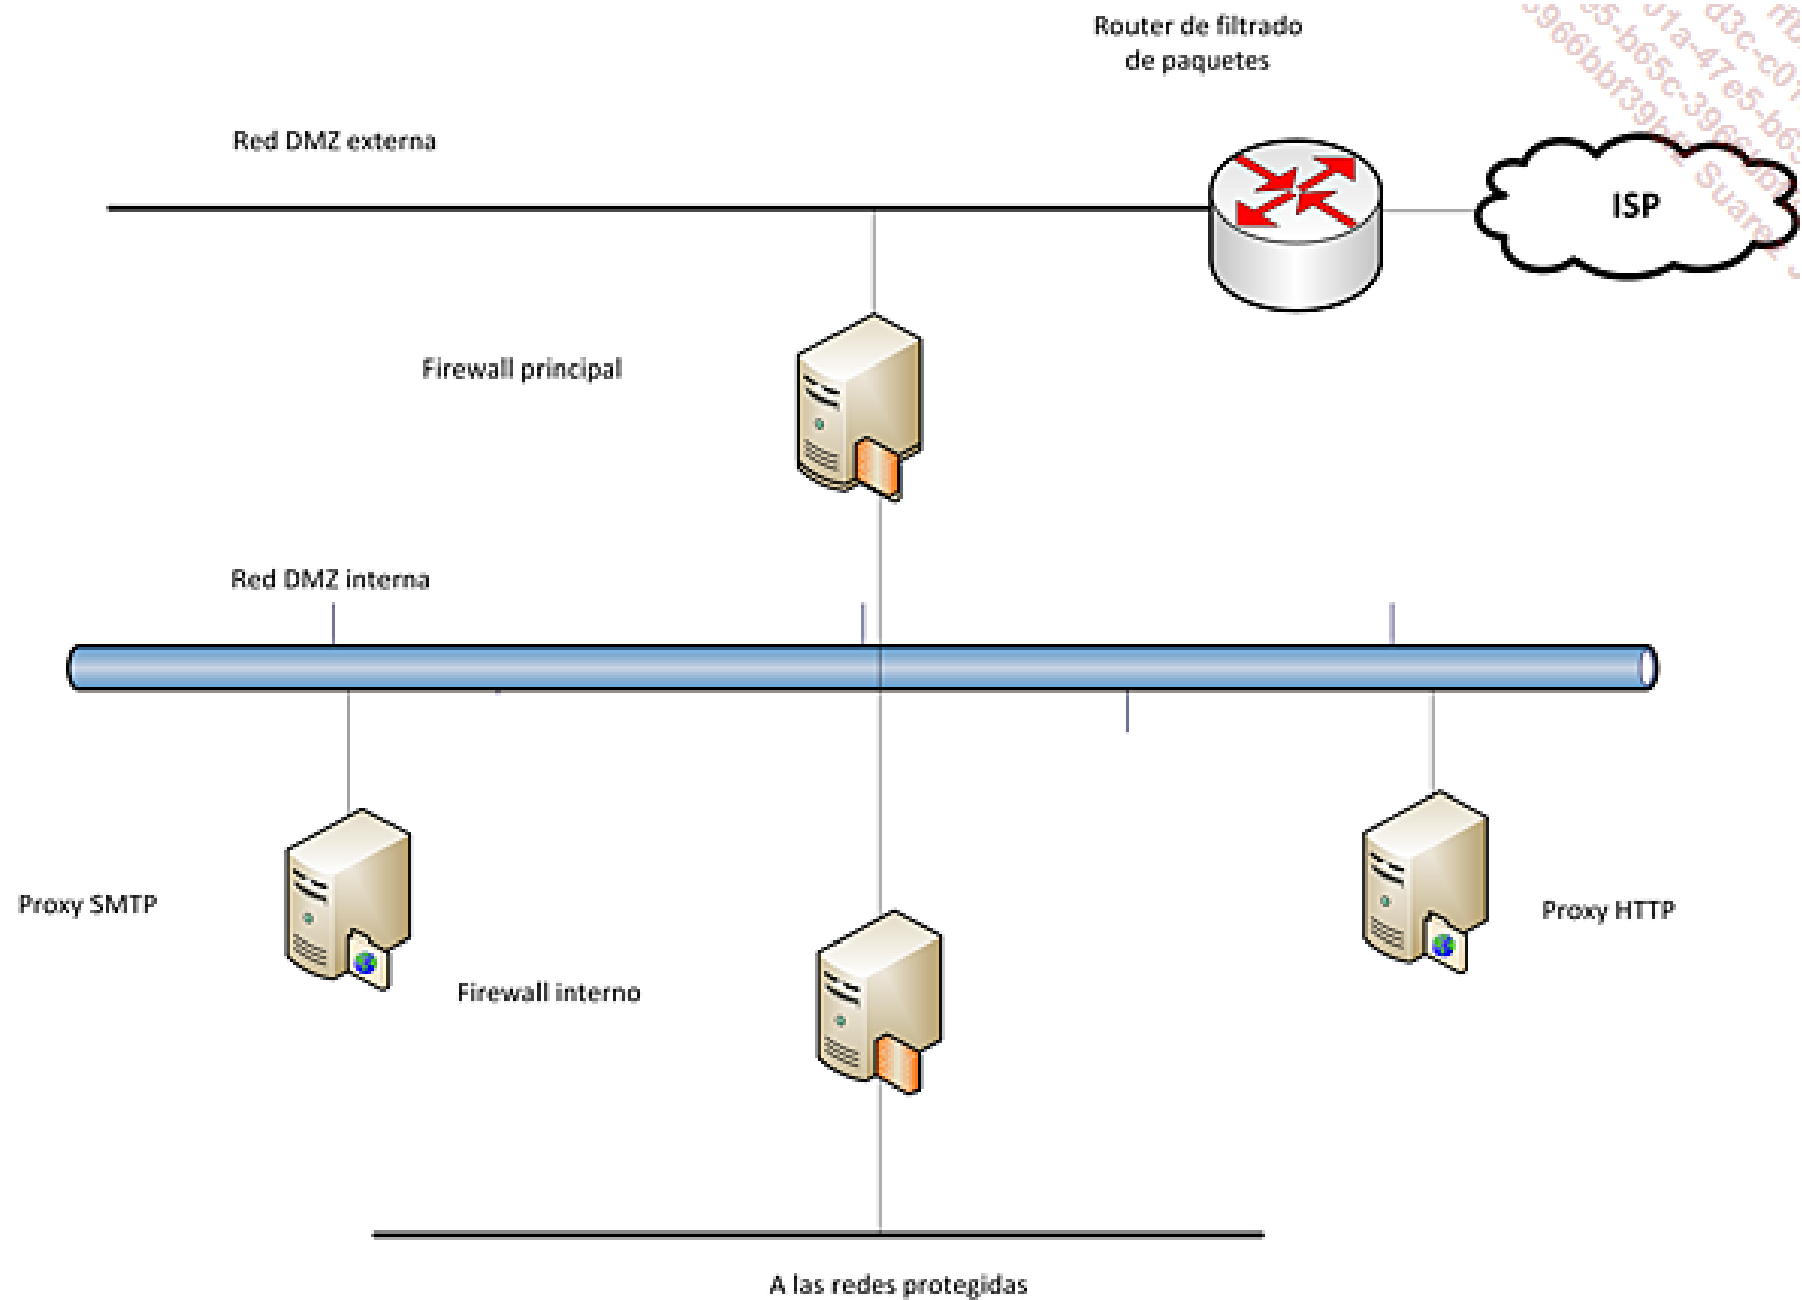 Router de filtrado
de paquetes
Red DMZ externa
ISP
Firewall principal
Red DMZ interna
Proxy SMTP
Proxy HTTP
Firewall interno
A las redes protegidas